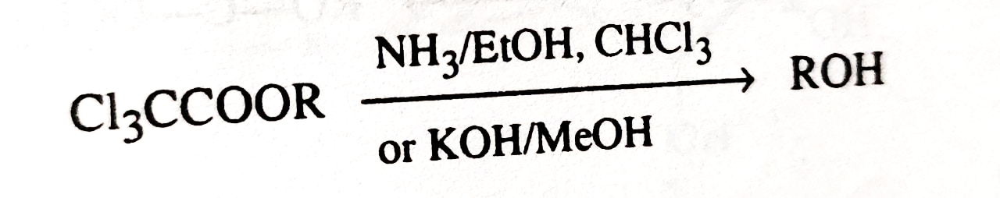 NH3/EtOH, CHCl3
Cl3CCOOR → ROH
or KOH/MeOH